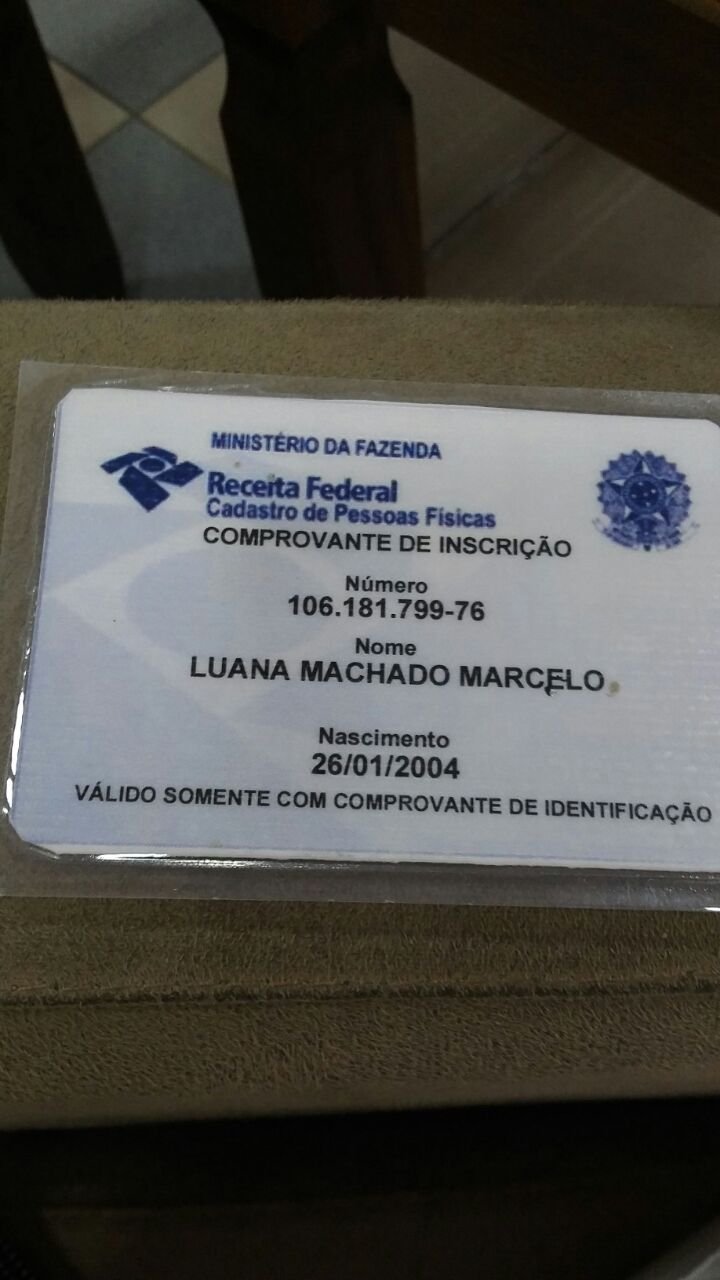 MINISTÉRIO DA FAZENDA
Receita Federal
Cadastro de Pessoas Físicas
COMPROVANTE DE INSCRIÇÃO
Número
106.181.799-76
Nome
LUANA MACHADO MARCELO
Nascimento
26/01/2004
VÁLIDO SOMENTE COM COMPROVANTE DE IDENTIFICAÇÃO